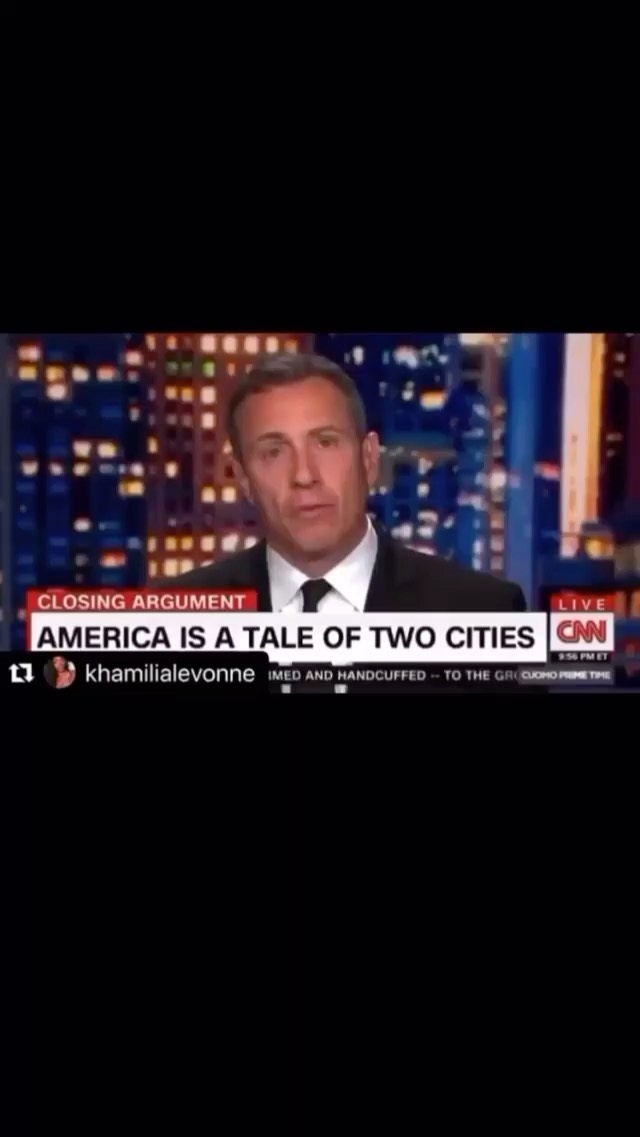 CLOSING ARGUMENT
LIVE
AMERICA IS A TALE OF TWO CITIES
CNN
9:56 PM ET
khamilialevonne
IMED AND HANDCUFFED -- TO THE GR
CUOMO PRIME TIME